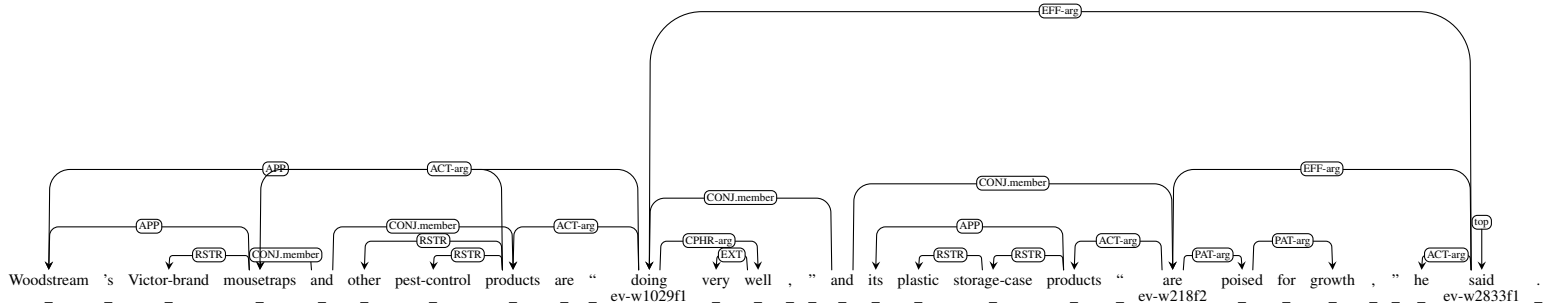 EFF-arg
APP ACT-arg EFF-arg
CONJ.member CONJ.member
APP CONJ.member ACT-arg top
RSTR CPHR-arg APP ACT-arg PAT-arg
RSTR CONJ.member RSTR EXT RSTR RSTR PAT-arg ACT-arg
Woodstream 's Victor-brand mousetraps and other pest-control products are “ doing very well , ” and its plastic storage-case products “ are poised for growth , ” he said .
ev-w1029f1 ev-w218f2 ev-w2833f1
_ _ _ _ _ _ _ _ _ _ _ _ _ _ _ _ _ _ _ _ _ _ _ _ _ _ _ _